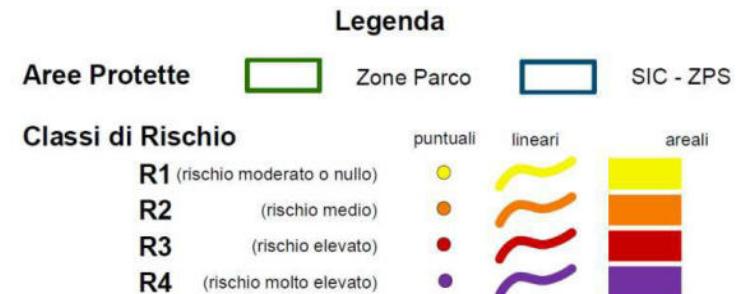 Legenda
Aree Protette Zone Parco SIC - ZPS
Classi di Rischio puntuali lineari areali
R1 (rischio moderato o nullo)
R2 (rischio medio)
R3 (rischio elevato)
R4 (rischio molto elevato)